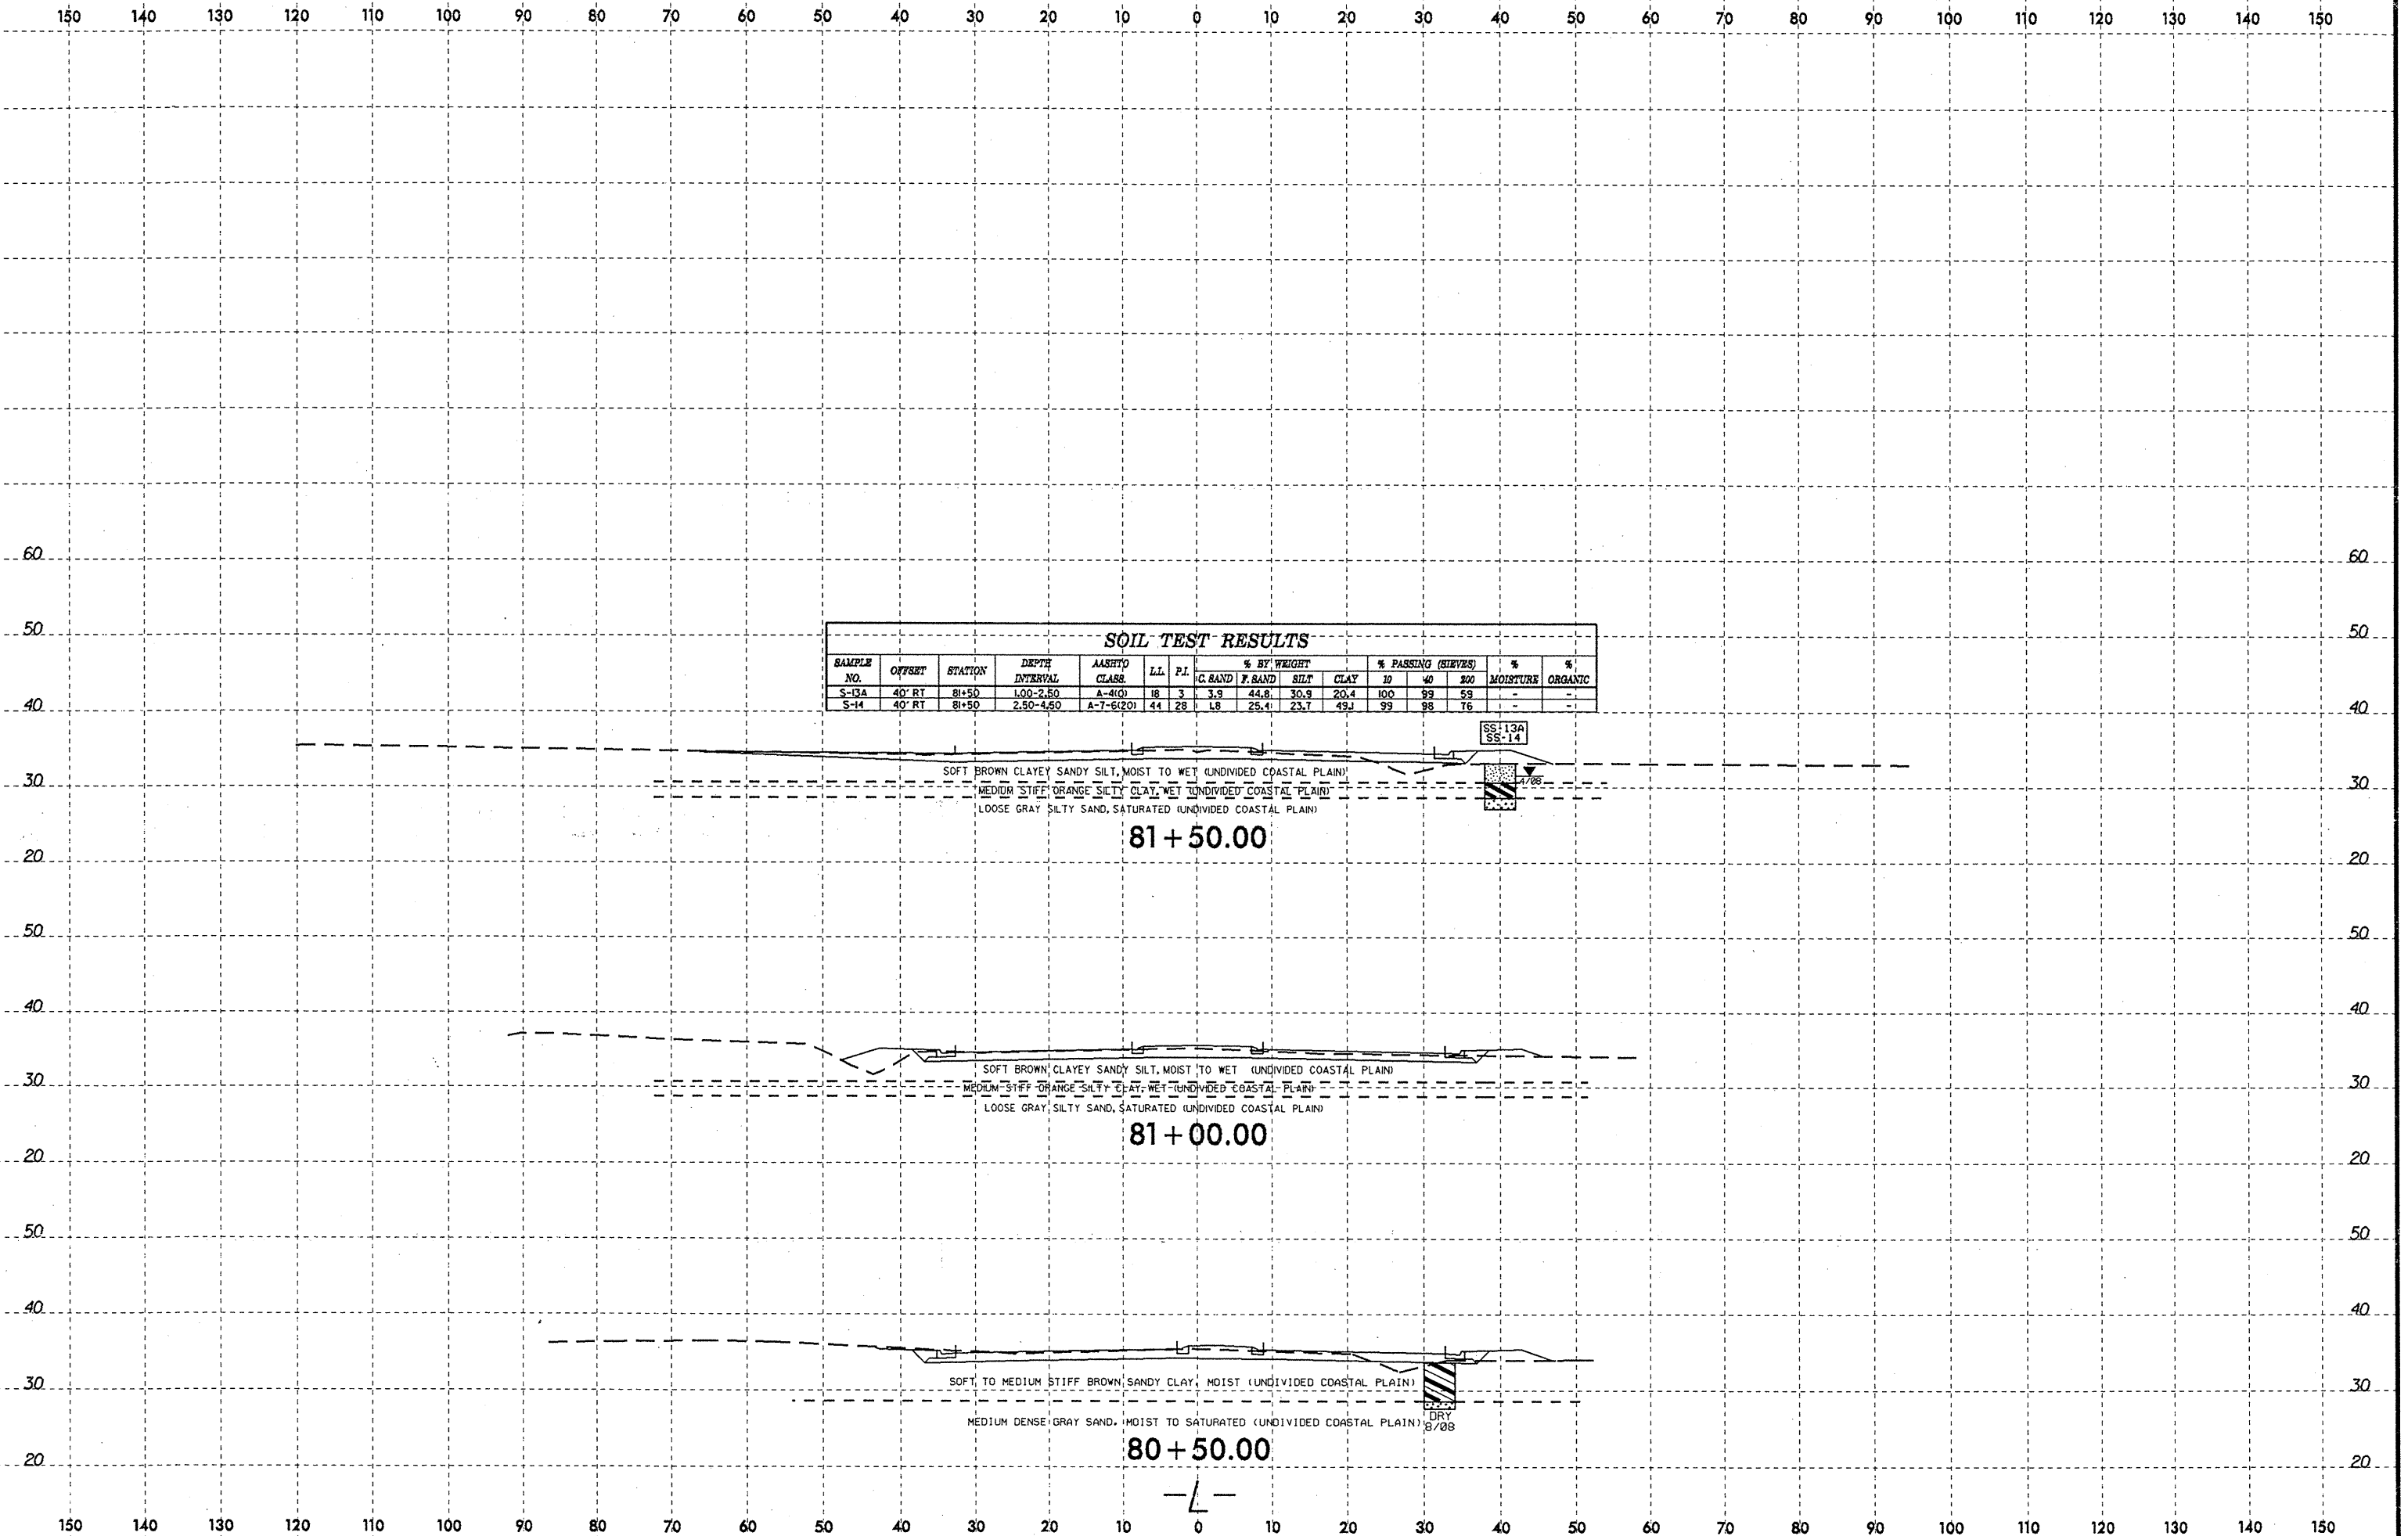 150 140 130 120 110 100 90 80 70 60 50 40 30 20 10 0 10 20 30 40 50 60 70 80 90 100 110 120 130 140 150
60 60
50 50
SOIL TEST RESULTS
SAMPLE NO. OFFSET STATION DEPTH INTERVAL AASHTO CLASS. L.L. P.I. % BY WEIGHT % PASSING (SIEVES) % MOISTURE % ORGANIC
C. SAND F. SAND SILT CLAY 10 40 200
S-13A 40' RT 81+50 1.00-2.50 A-4(0) 18 3 3.9 44.8 30.9 20.4 100 99 59 - -
S-14 40' RT 81+50 2.50-4.50 A-7-6(20) 44 28 1.8 25.4 23.7 49.1 99 98 76 - -
40 40
SS-13A
SS-14
SOFT BROWN CLAYEY SANDY SILT, MOIST TO WET (UNDIVIDED COASTAL PLAIN)
4/08
30 30
MEDIUM STIFF ORANGE SILTY CLAY, WET (UNDIVIDED COASTAL PLAIN)
LOOSE GRAY SILTY SAND, SATURATED (UNDIVIDED COASTAL PLAIN)
81+50.00
20 20
50 50
40 40
SOFT BROWN CLAYEY SANDY SILT, MOIST TO WET (UNDIVIDED COASTAL PLAIN)
30 30
MEDIUM STIFF ORANGE SILTY CLAY, WET (UNDIVIDED COASTAL PLAIN)
LOOSE GRAY SILTY SAND, SATURATED (UNDIVIDED COASTAL PLAIN)
81+00.00
20 20
50 50
40 40
SOFT TO MEDIUM STIFF BROWN SANDY CLAY, MOIST (UNDIVIDED COASTAL PLAIN)
30 30
MEDIUM DENSE GRAY SAND, MOIST TO SATURATED (UNDIVIDED COASTAL PLAIN)
DRY
8/08
80+50.00
20 20
-L-
150 140 130 120 110 100 90 80 70 60 50 40 30 20 10 0 10 20 30 40 50 60 70 80 90 100 110 120 130 140 150